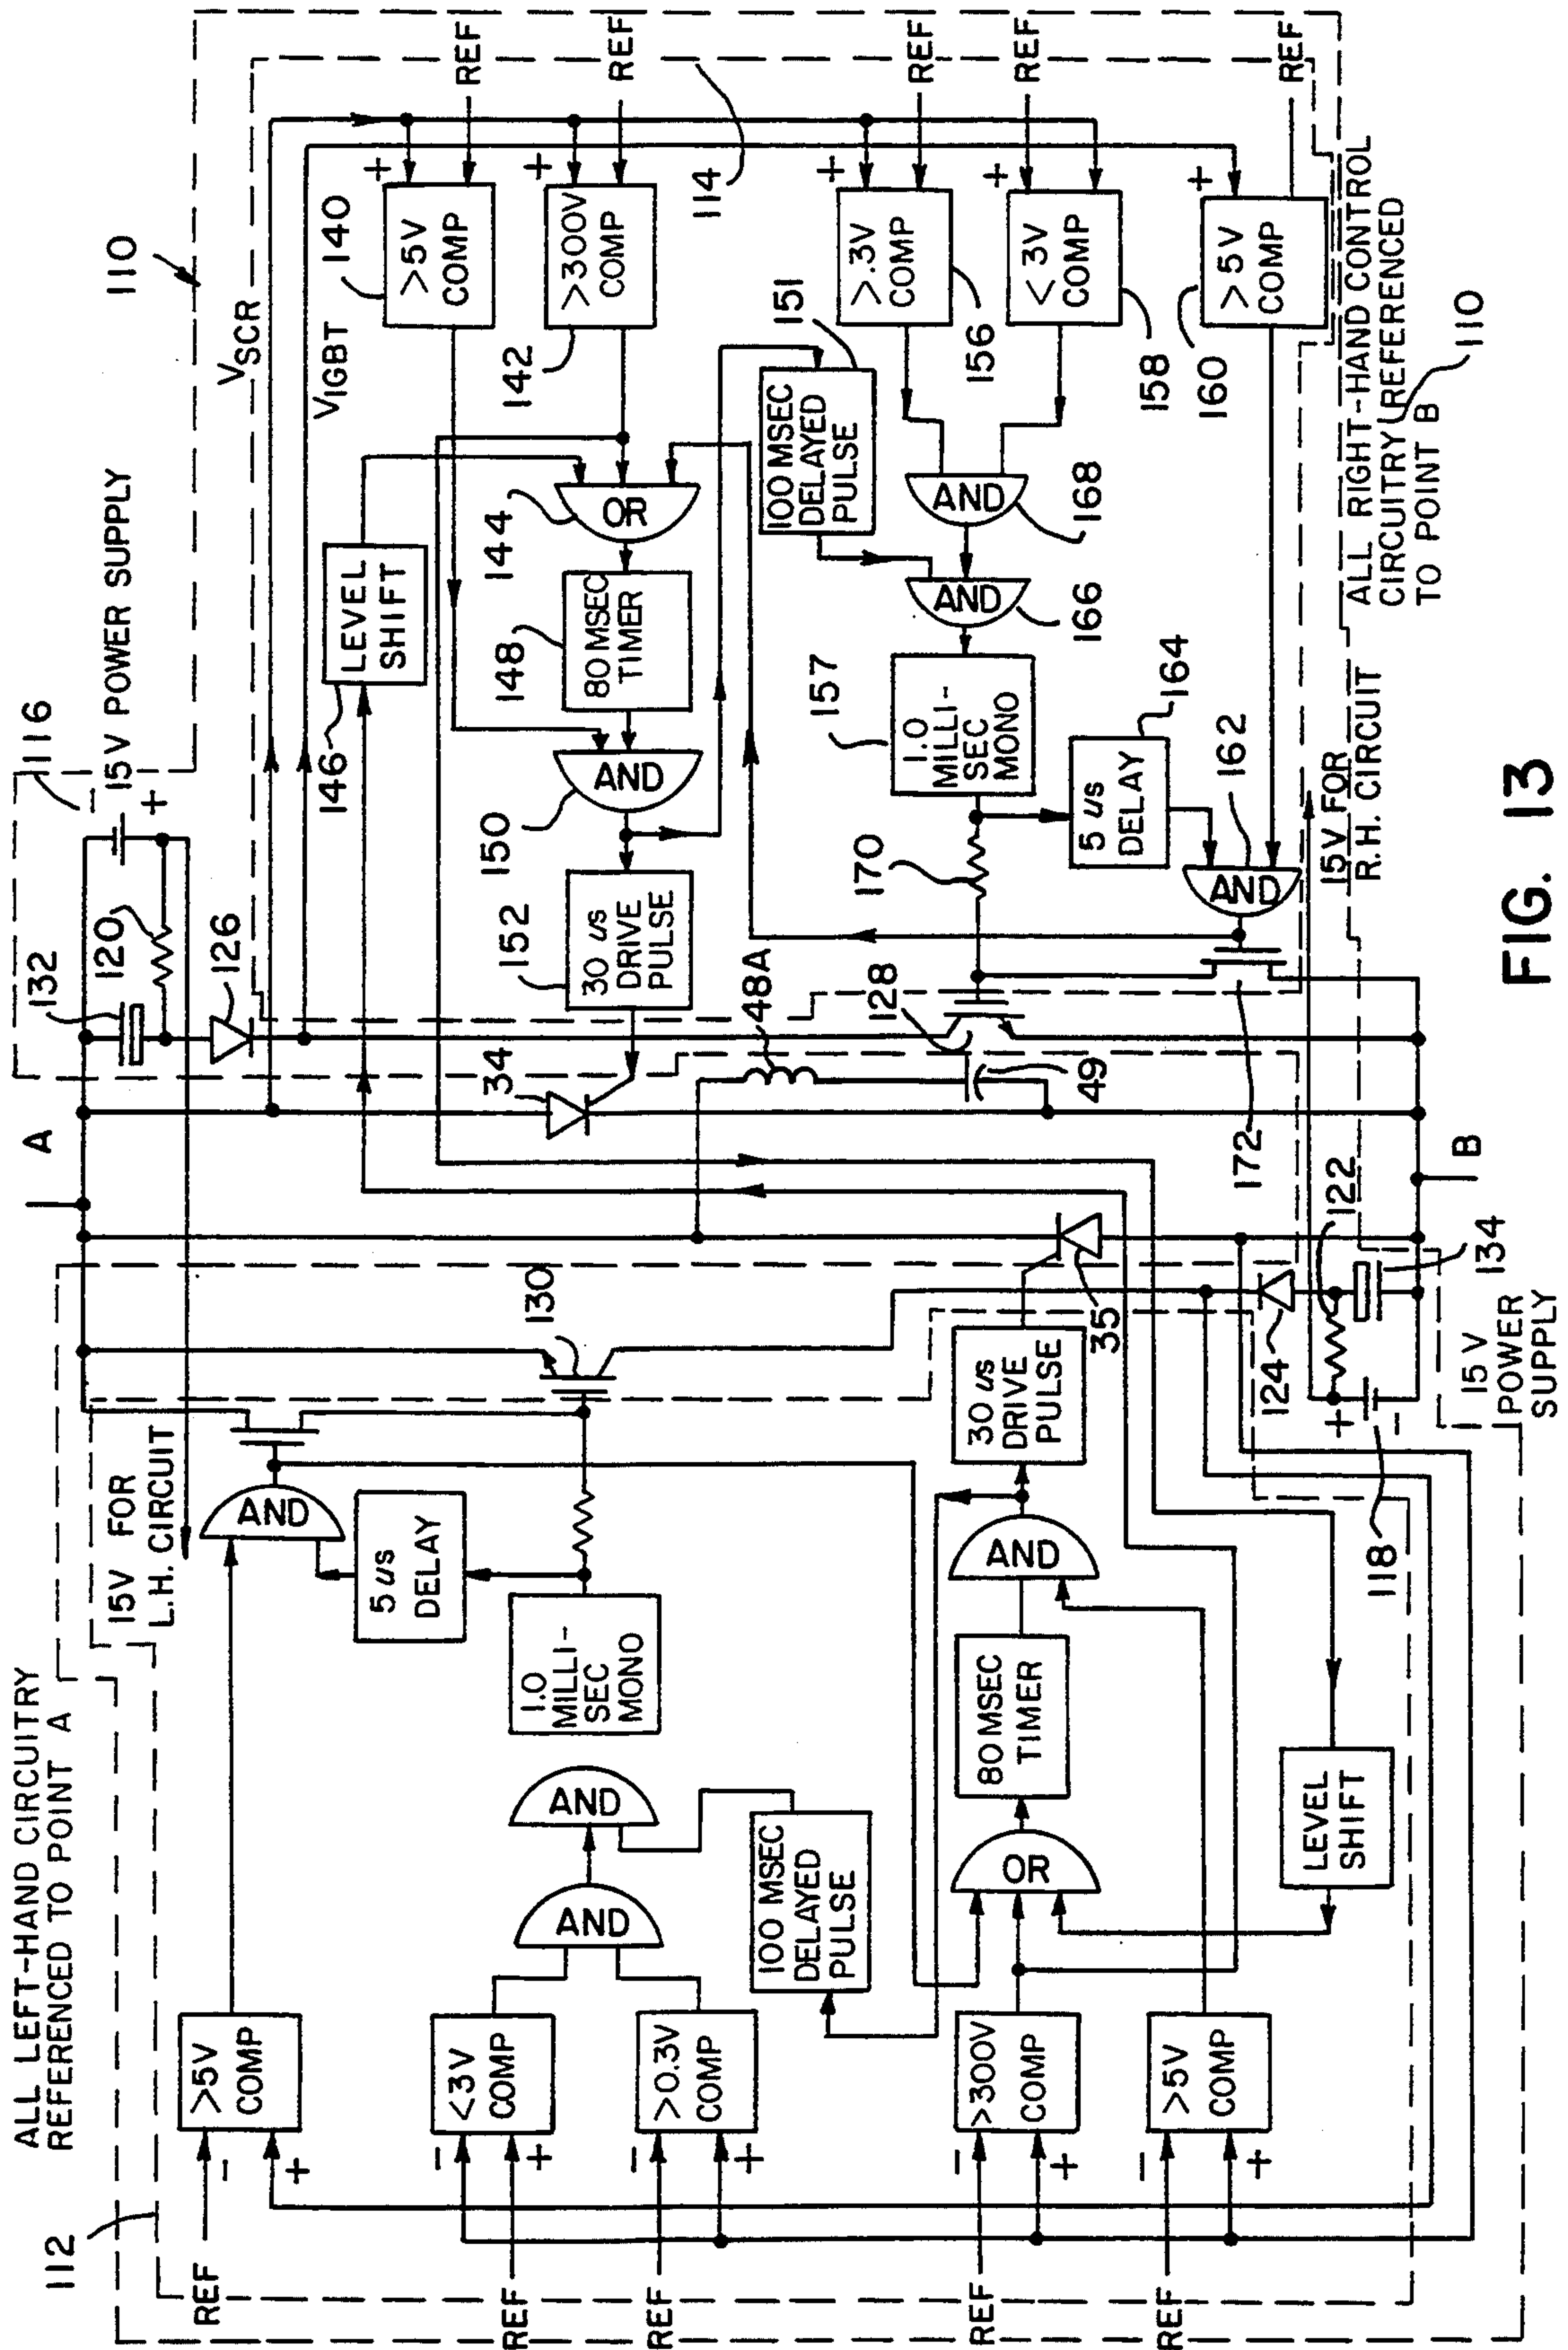 ALL LEFT-HAND CIRCUITRY
REFERENCED TO POINT A
112
15V FOR
L.H. CIRCUIT
REF
-
+
>5V
COMP
AND
5 us
DELAY
1.0
MILLI-
SEC
MONO
130
REF
-
+
<3V
COMP
REF
-
+
>0.3V
COMP
AND
AND
100 MSEC
DELAYED
PULSE
REF
-
+
>300V
COMP
REF
-
+
>5V
COMP
OR
80 MSEC
TIMER
AND
30 us
DRIVE
PULSE
35
LEVEL
SHIFT
118
+
-
124
122
134
15 V
POWER
SUPPLY
A
B
34
48A
49
128
132
120
126
116
-
+
15V POWER SUPPLY
110
VSCR
VIGBT
146
LEVEL
SHIFT
140
>5V
COMP
+
REF
142
>300V
COMP
+
REF
114
144
OR
148
80 MSEC
TIMER
150
AND
152
30 us
DRIVE
PULSE
151
100 MSEC
DELAYED
PULSE
>.3V
COMP
+
REF
156
<3V
COMP
+
REF
158
160
>5V
COMP
+
REF
AND
168
AND
166
157
1.0
MILLI-
SEC
MONO
170
5 us
DELAY
164
AND
162
172
15V FOR
R.H. CIRCUIT
ALL RIGHT-HAND CONTROL
CIRCUITRY REFERENCED
TO POINT B
110
FIG. 13